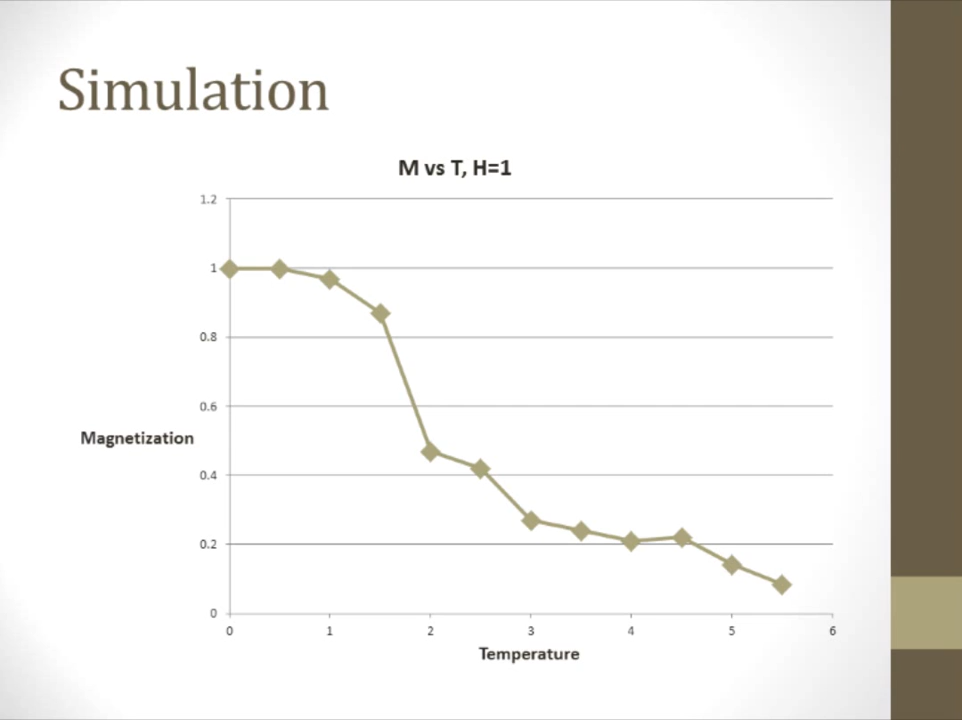 Simulation
M vs T, H=1
1.2
1
0.8
0.6
Magnetization
0.4
0.2
0
0 1 2 3 4 5 6
Temperature